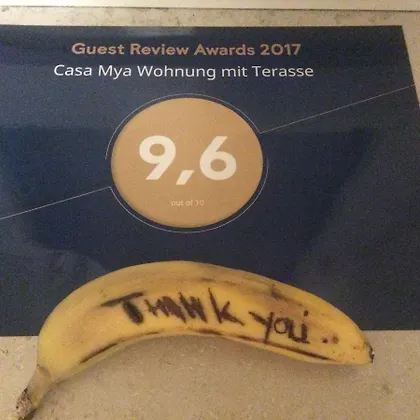 Guest Review Awards 2017
Casa Mya Wohnung mit Terasse
9,6
out of 10
THANK YOU..